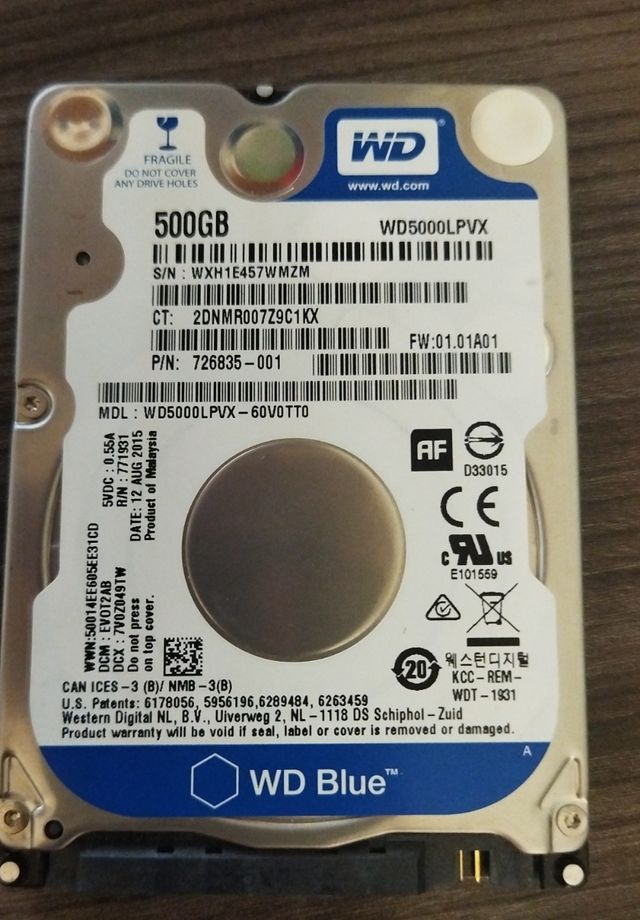 FRAGILE
DO NOT COVER
ANY DRIVE HOLES
WD®
www.wd.com
500GB
WD5000LPVX
S/N : WXH1E457WMZM
CT: 2DNMR007Z9C1KX
FW:01.01A01
P/N: 726835-001
MDL : WD5000LPVX-60V0TT0
5VDC : 0.55A
R/N : 771931
DATE: 12 AUG 2015
Product of Malaysia
WWN:50014EE605EE31CD
DCM : EVOT2AB
DCX : 7V0Z049TW
Do not press
on top cover.
AF
D33015
CE
c RU us
E101559
20
웨스턴디지털
KCC-REM-
WDT-1931
CAN ICES-3 (B)/ NMB-3(B)
U.S. Patents: 6178056, 5956196,6289484, 6263459
Western Digital NL, B.V., Uiverweg 2, NL-1118 DS Schiphol-Zuid
Product warranty will be void if seal, label or cover is removed or damaged.
A
WD Blue™